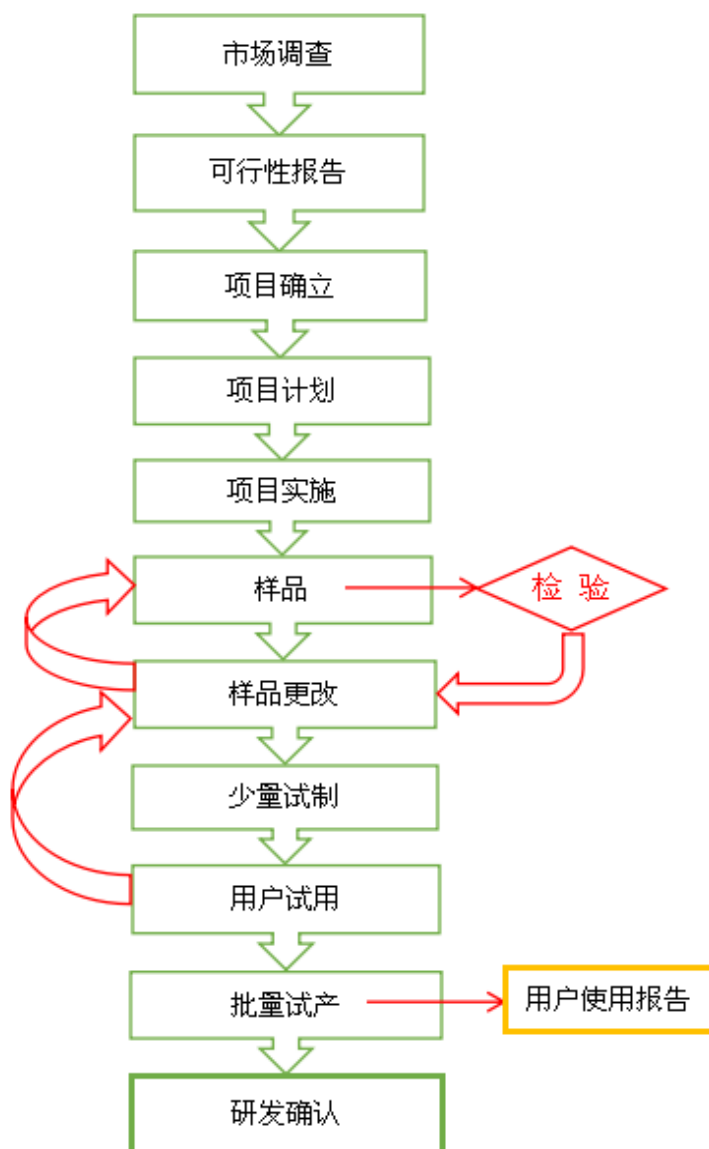 市场调查
可行性报告
项目确立
项目计划
项目实施
样品
检 验
样品更改
少量试制
用户试用
批量试产
用户使用报告
研发确认